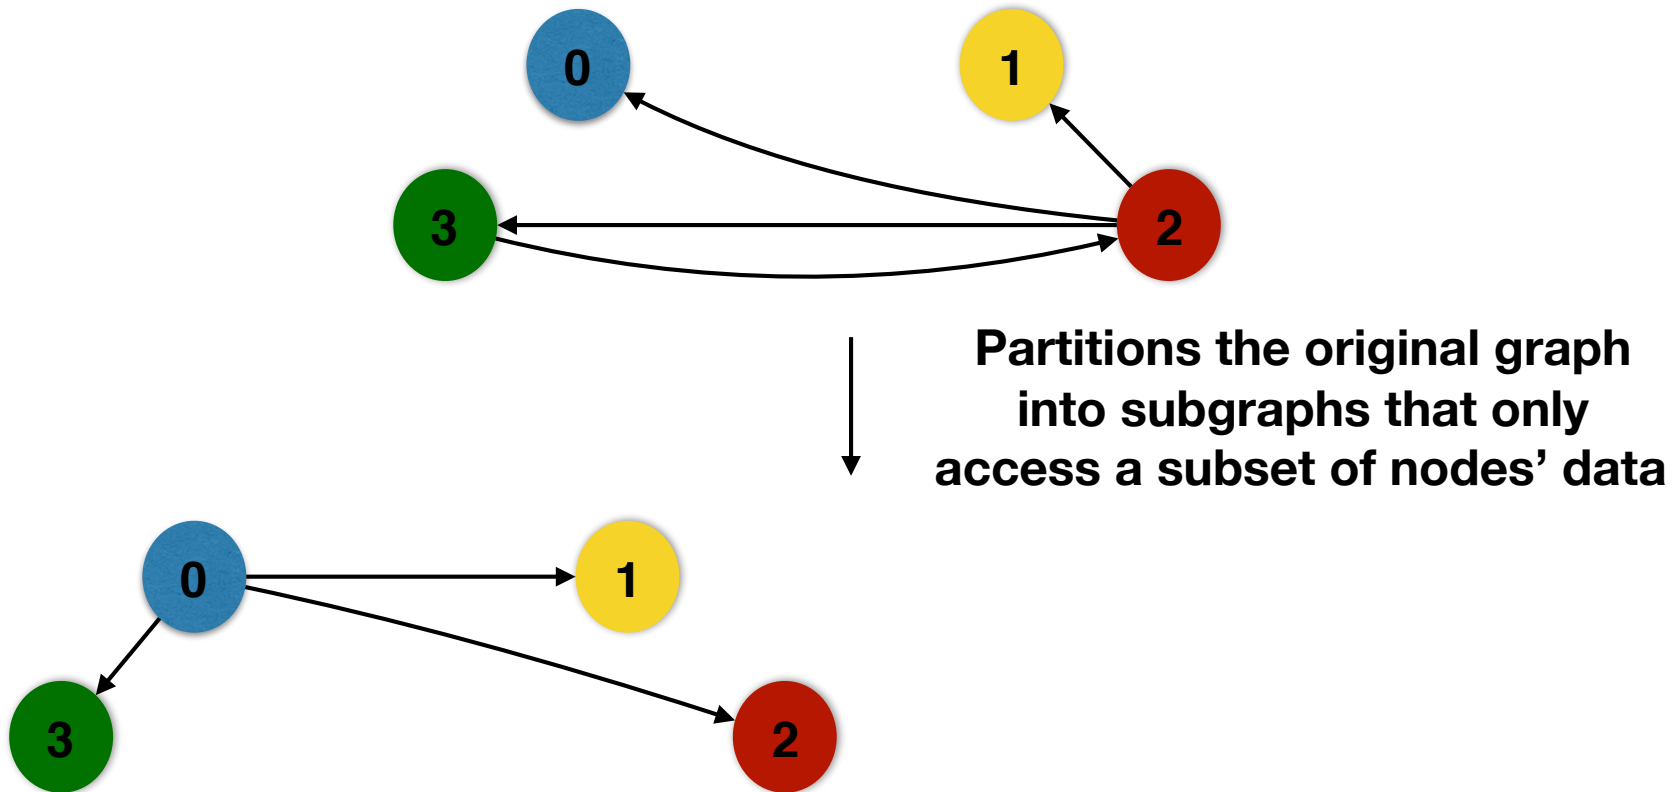 0
1
3
2
Partitions the original graph
into subgraphs that only
access a subset of nodes’ data
0
1
3
2